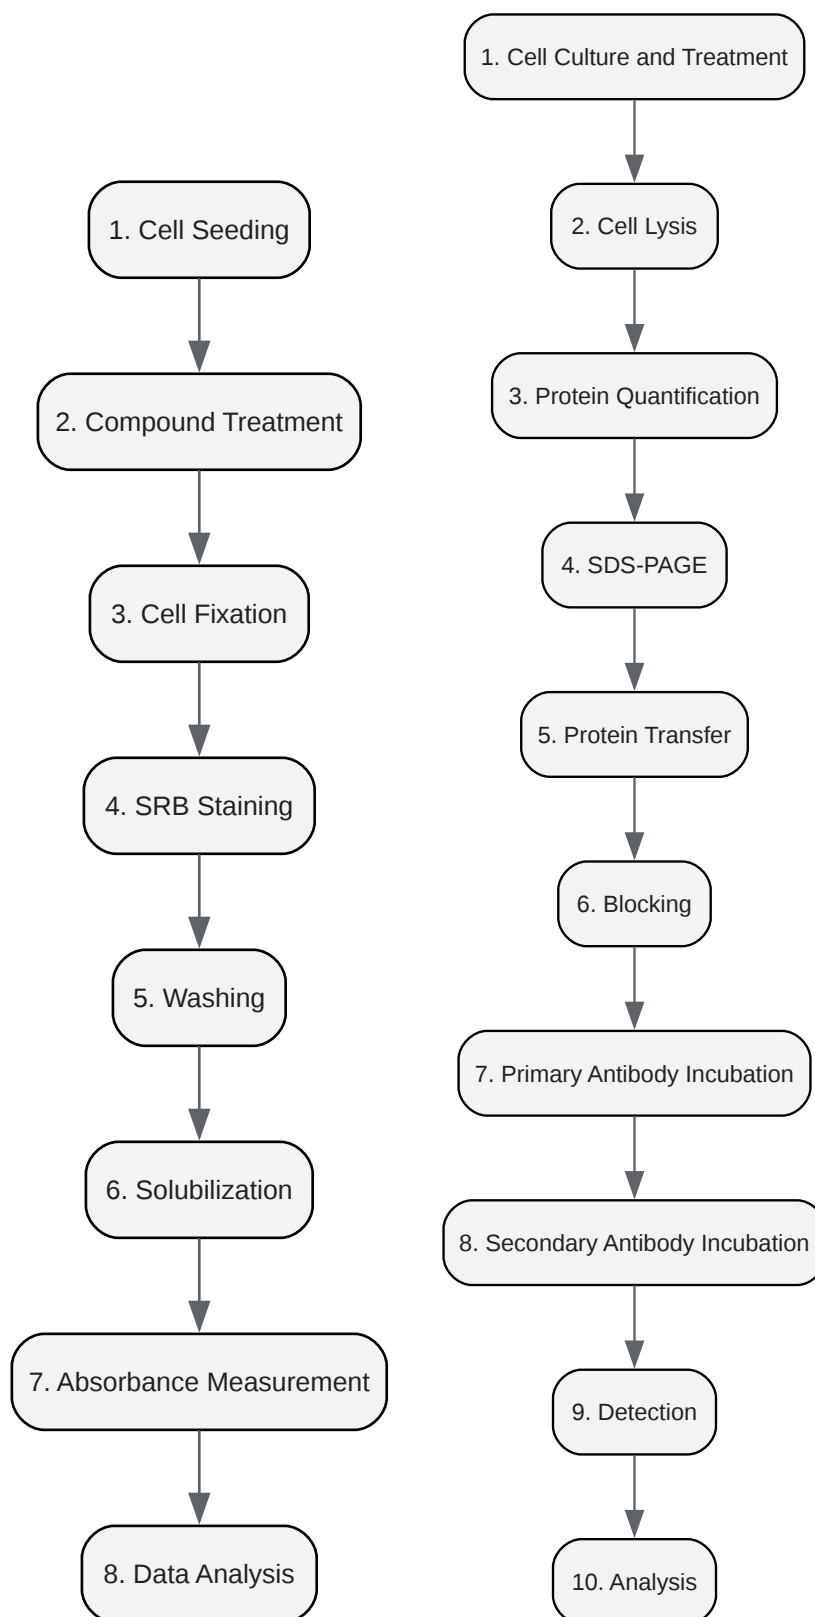 1. Cell Seeding
2. Compound Treatment
3. Cell Fixation
4. SRB Staining
5. Washing
6. Solubilization
7. Absorbance Measurement
8. Data Analysis
1. Cell Culture and Treatment
2. Cell Lysis
3. Protein Quantification
4. SDS-PAGE
5. Protein Transfer
6. Blocking
7. Primary Antibody Incubation
8. Secondary Antibody Incubation
9. Detection
10. Analysis